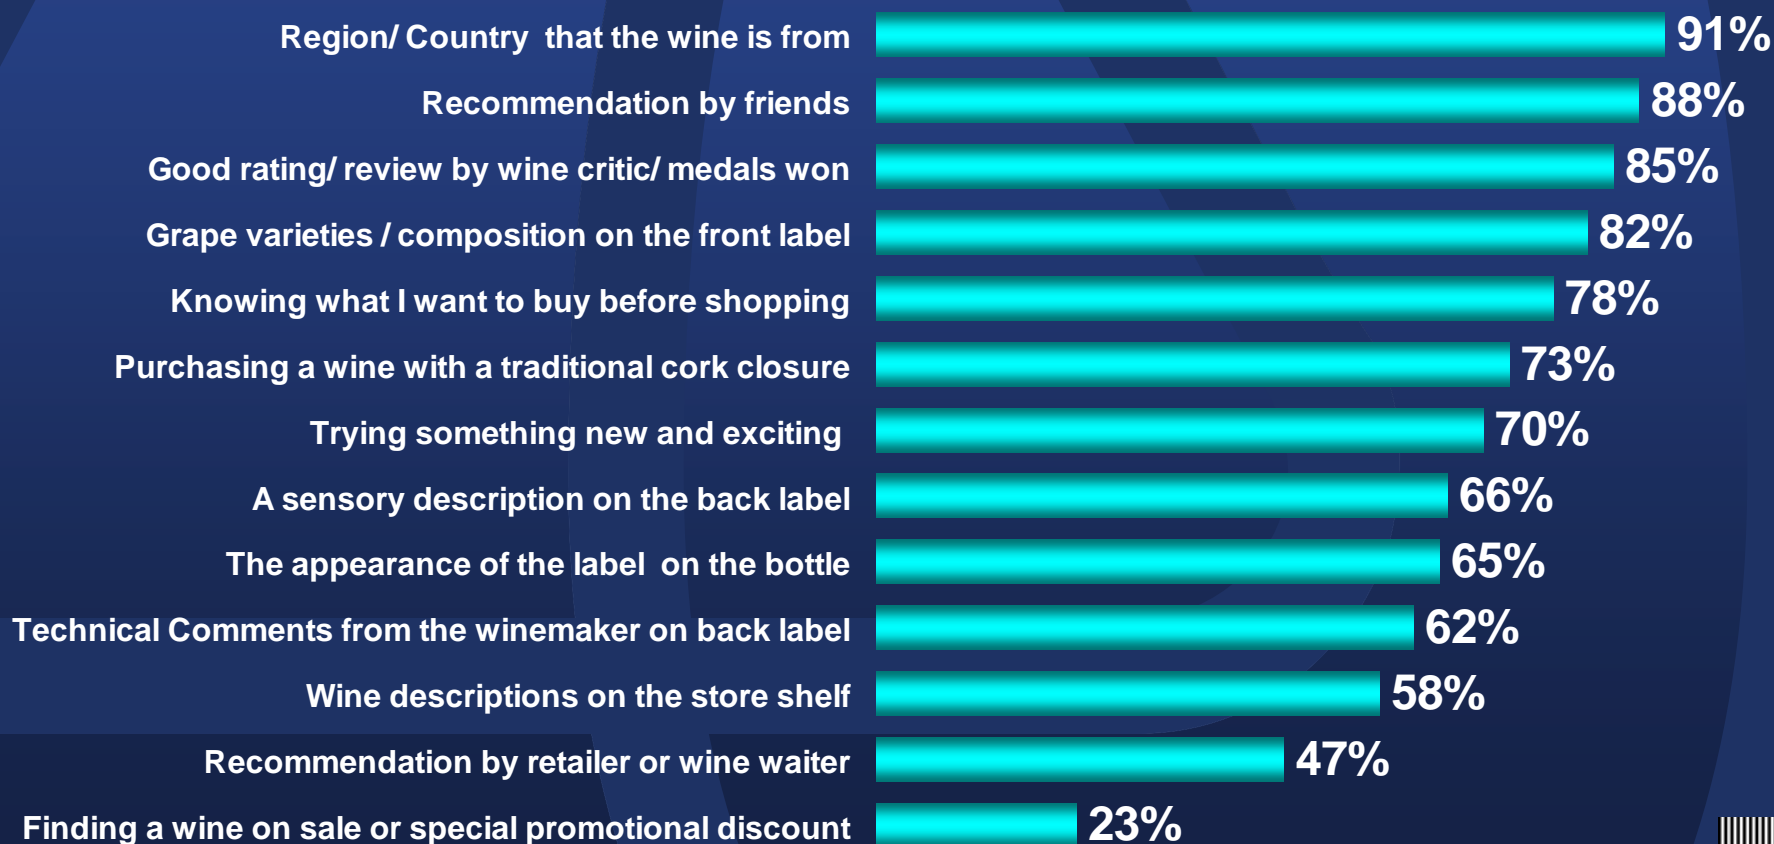 Region/ Country that the wine is from 91%
Recommendation by friends 88%
Good rating/ review by wine critic/ medals won 85%
Grape varieties / composition on the front label 82%
Knowing what I want to buy before shopping 78%
Purchasing a wine with a traditional cork closure 73%
Trying something new and exciting 70%
A sensory description on the back label 66%
The appearance of the label on the bottle 65%
Technical Comments from the winemaker on back label 62%
Wine descriptions on the store shelf 58%
Recommendation by retailer or wine waiter 47%
Finding a wine on sale or special promotional discount 23%